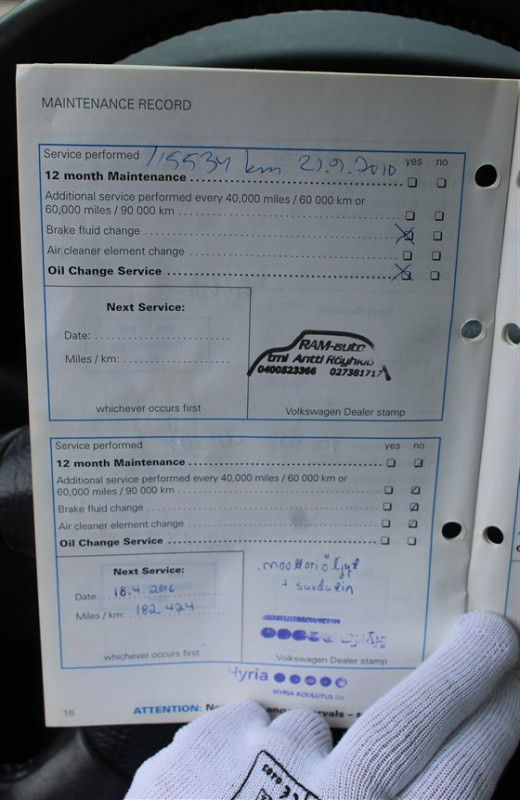 MAINTENANCE RECORD
Service performed 115534 km 21.9.2010 yes no
12 month Maintenance
Additional service performed every 40,000 miles / 60 000 km or
60,000 miles / 90 000 km
Brake fluid change
Air cleaner element change
Oil Change Service
Next Service:
Date:
Miles / km:
RAM-auto
tmi Antti Röyhkiö
0400523366 027381717
whichever occurs first
Volkswagen Dealer stamp
Service performed yes no
12 month Maintenance
Additional service performed every 40,000 miles / 60 000 km or
60,000 miles / 90 000 km
Brake fluid change
Air cleaner element change
Oil Change Service
Next Service:
Date: 18.4.2016
Miles / km: 182 424
moottoriöljyt
+ suodatin
whichever occurs first
Volkswagen Dealer stamp
Hyria
HYRIA KOULUTUS OY
16
ATTENTION: